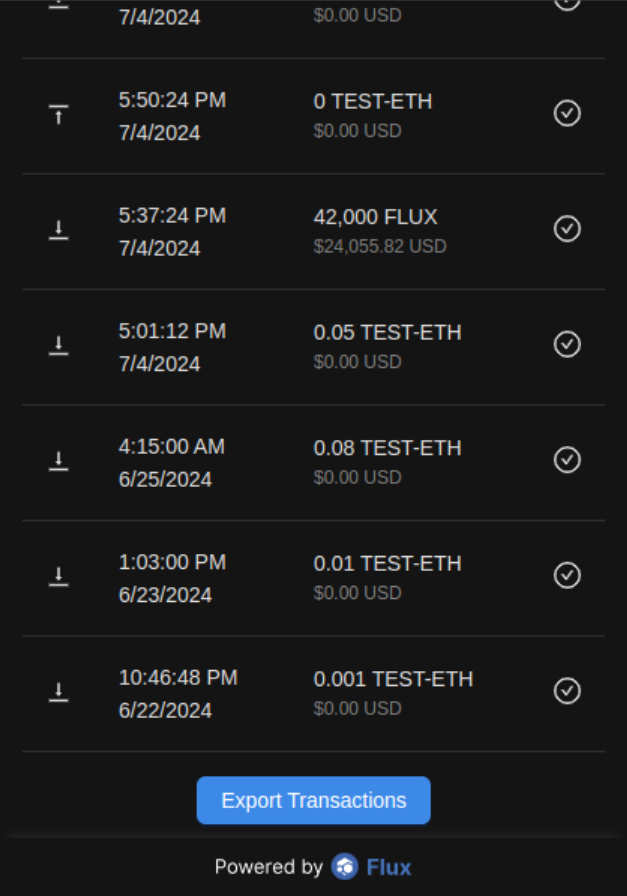 7/4/2024
$0.00 USD
5:50:24 PM
7/4/2024
0 TEST-ETH
$0.00 USD
5:37:24 PM
7/4/2024
42,000 FLUX
$24,055.82 USD
5:01:12 PM
7/4/2024
0.05 TEST-ETH
$0.00 USD
4:15:00 AM
6/25/2024
0.08 TEST-ETH
$0.00 USD
1:03:00 PM
6/23/2024
0.01 TEST-ETH
$0.00 USD
10:46:48 PM
6/22/2024
0.001 TEST-ETH
$0.00 USD
Export Transactions
Powered by Flux